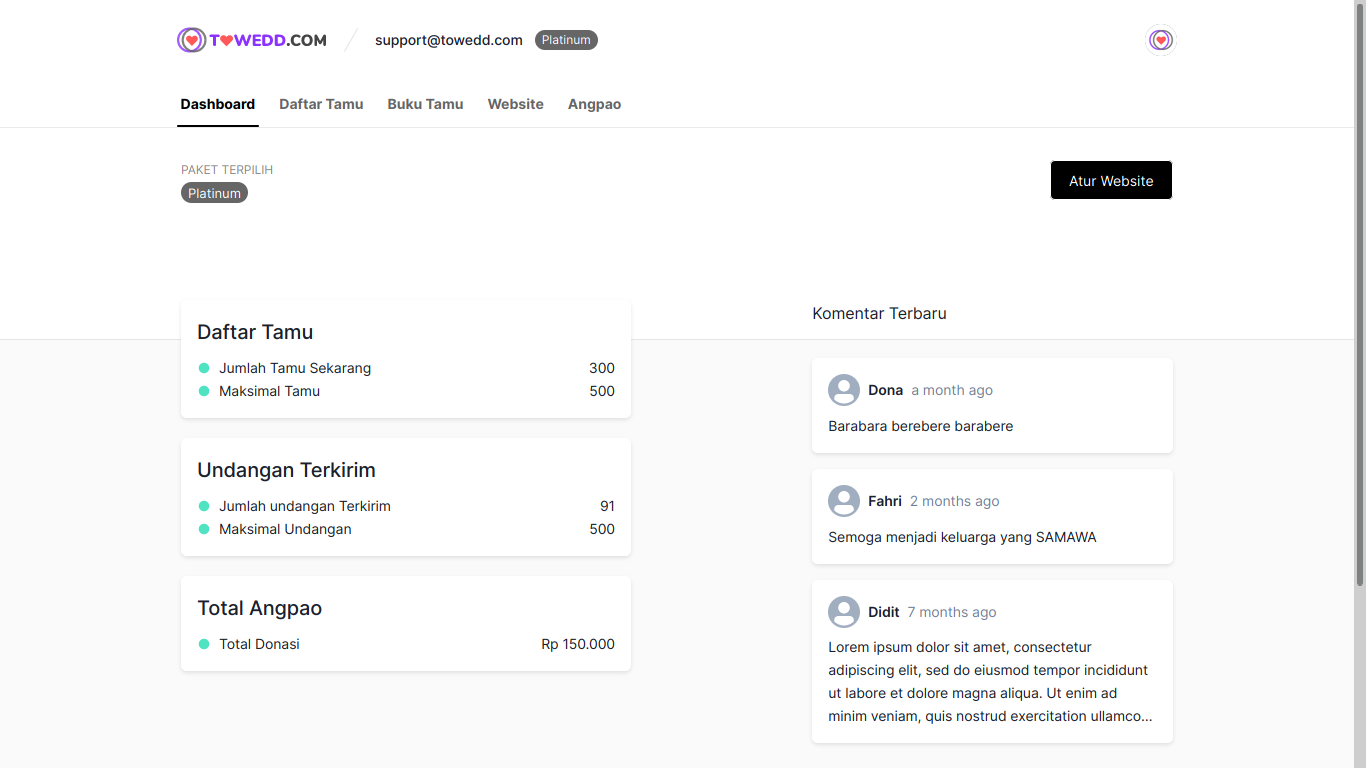 T❤WEDD.COM
support@towedd.com Platinum
Dashboard Daftar Tamu Buku Tamu Website Angpao
PAKET TERPILIH
Platinum
Atur Website
Daftar Tamu
Jumlah Tamu Sekarang 300
Maksimal Tamu 500
Undangan Terkirim
Jumlah undangan Terkirim 91
Maksimal Undangan 500
Total Angpao
Total Donasi Rp 150.000
Komentar Terbaru
Dona a month ago
Barabara berebere barabere
Fahri 2 months ago
Semoga menjadi keluarga yang SAMAWA
Didit 7 months ago
Lorem ipsum dolor sit amet, consectetur
adipiscing elit, sed do eiusmod tempor incididunt
ut labore et dolore magna aliqua. Ut enim ad
minim veniam, quis nostrud exercitation ullamco...